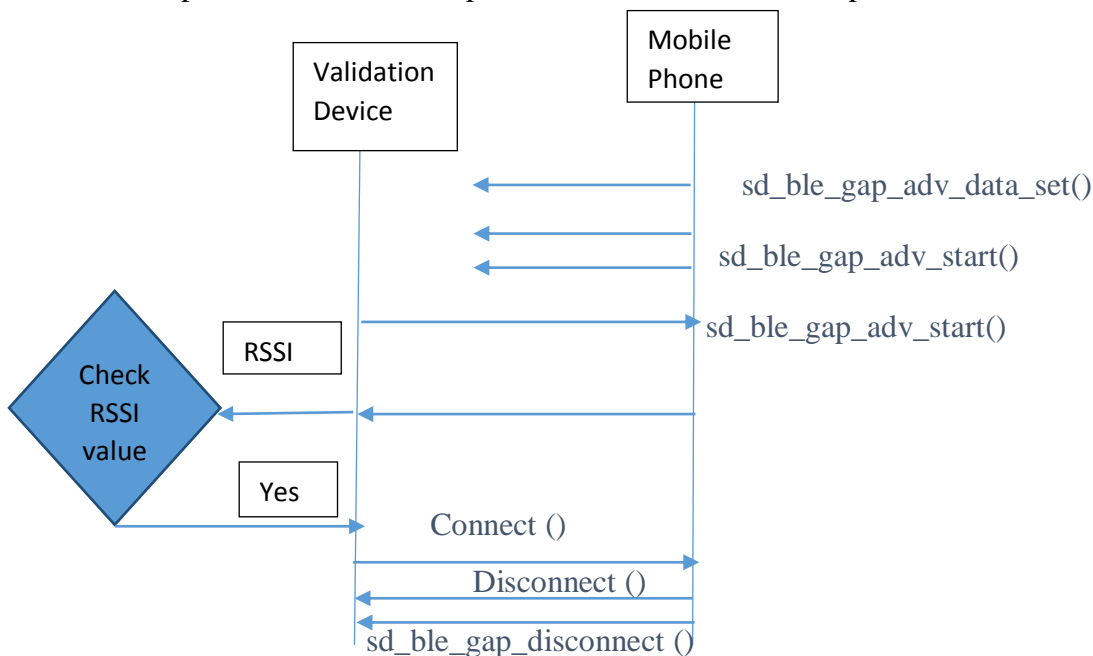 Mobile
Phone
Validation
Device
sd_ble_gap_adv_data_set()
sd_ble_gap_adv_start()
sd_ble_gap_adv_start()
RSSI
Check
RSSI
value
Yes
Connect ()
Disconnect ()
sd_ble_gap_disconnect ()